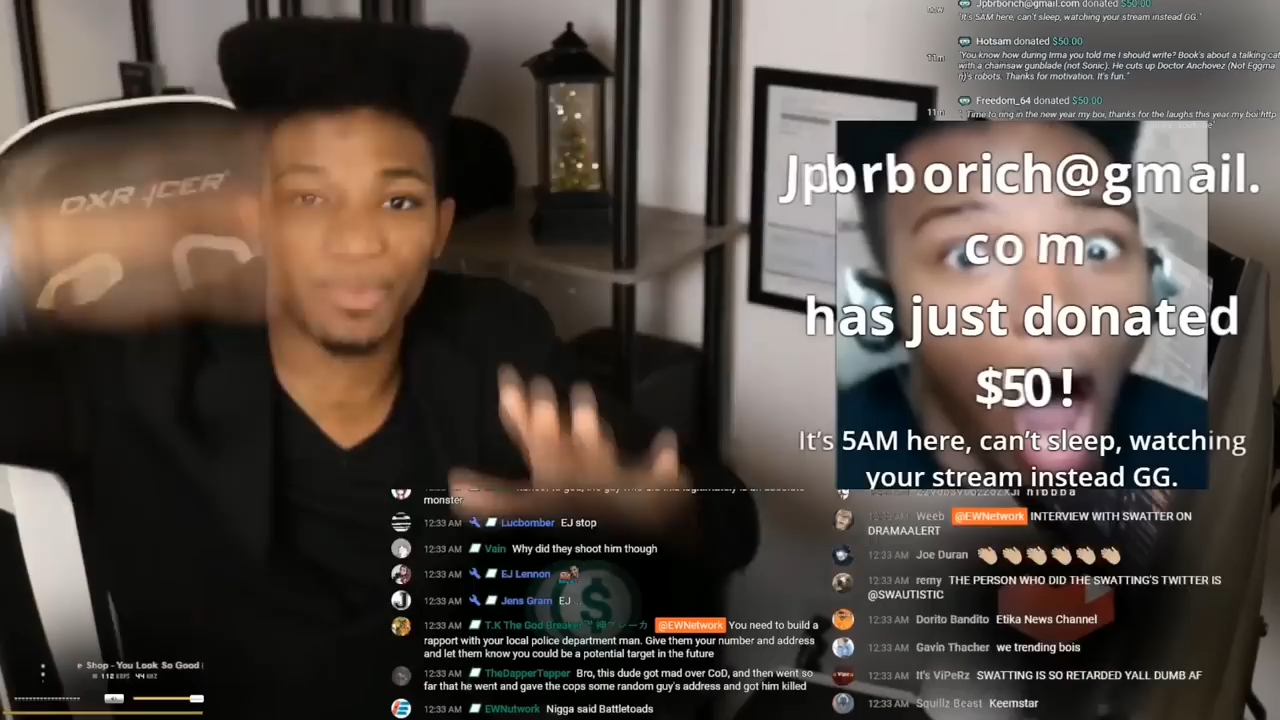 Jpbrborich@gmail.com donated $50.00
"It's 5AM here, can't sleep, watching your stream instead GG."
Hotsam donated $50.00
11m
"You know how during Irma you told me I should write? Book's about a talking cat
with a chainsaw gunblade (not Sonic). He cuts up Doctor Anchovez (Not Eggma
n)'s robots. Thanks for motivation. It's fun."
Freedom_64 donated $50.00
11m
Time to ring in the new year my boi, thanks for the laughs this year my boi http
Jpbrborich@gmail.
com
has just donated
$50!
It's 5AM here, can't sleep, watching
your stream instead GG.
DXRACER
monster
12:33 AM Lucbomber EJ stop
12:33 AM Vain Why did they shoot him though
12:33 AM EJ Lennon
12:33 AM Jens Gram EJ
12:33 AM T.K The God Breaker @EWNetwork You need to build a
rapport with your local police department man. Give them your number and address
and let them know you could be a potential target in the future
12:33 AM TheDapperTapper Bro, this dude got mad over CoD, and then went so
far that he went and gave the cops some random guy's address and got him killed
12:33 AM EWNutwork Nigga said Battletoads
12:33 AM Weeb @EWNetwork INTERVIEW WITH SWATTER ON
DRAMAALERT
12:33 AM Joe Duran 👏🏼👏🏼👏🏼👏🏼👏🏼👏🏼
12:33 AM remy THE PERSON WHO DID THE SWATTING'S TWITTER IS
@SWAUTISTIC
12:33 AM Dorito Bandito Etika News Channel
12:33 AM Gavin Thacher we trending bois
12:33 AM It's ViPeRz SWATTING IS SO RETARDED YALL DUMB AF
12:33 AM Squillz Beast Keemstar
e Shop - You Look So Good
112 KBPS 44 KHZ